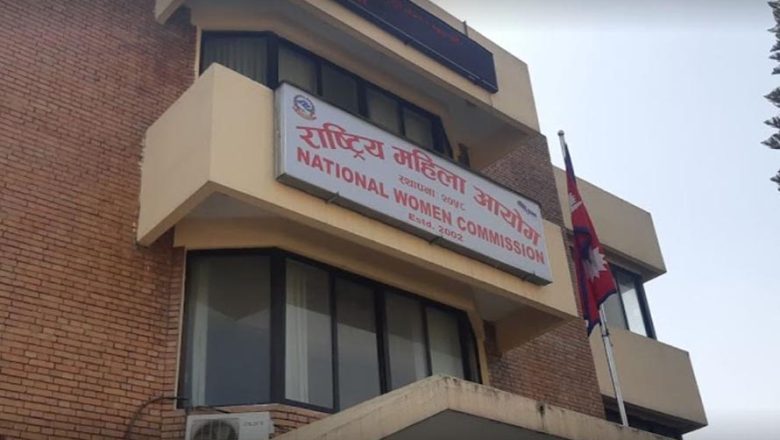 राष्ट्रिय महिला आयोग
स्थापना २०५८
NATIONAL WOMEN COMMISSION
Estd. 2002